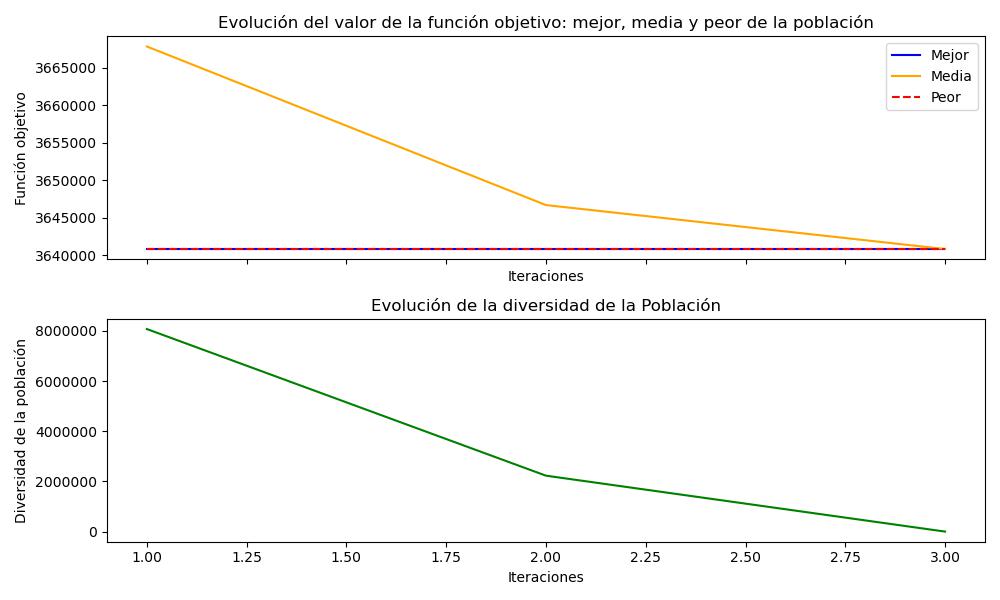 Evolución del valor de la función objetivo: mejor, media y peor de la población
Función objetivo
3665000
3660000
3655000
3650000
3645000
3640000
Mejor
Media
Peor
Iteraciones
Evolución de la diversidad de la Población
Diversidad de la población
8000000
6000000
4000000
2000000
0
1.00 1.25 1.50 1.75 2.00 2.25 2.50 2.75 3.00
Iteraciones